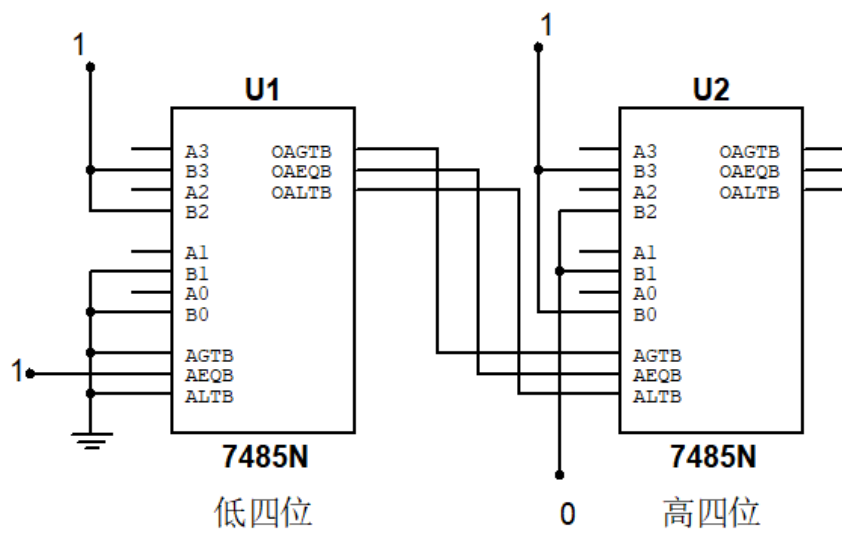 1
1
U1
U2
A3 OAGTB
B3 OAEQB
A2 OALTB
B2
A1
B1
A0
B0
AGTB
AEQB
ALTB
1
7485N
低四位
A3 OAGTB
B3 OAEQB
A2 OALTB
B2
A1
B1
A0
B0
AGTB
AEQB
ALTB
7485N
0
高四位